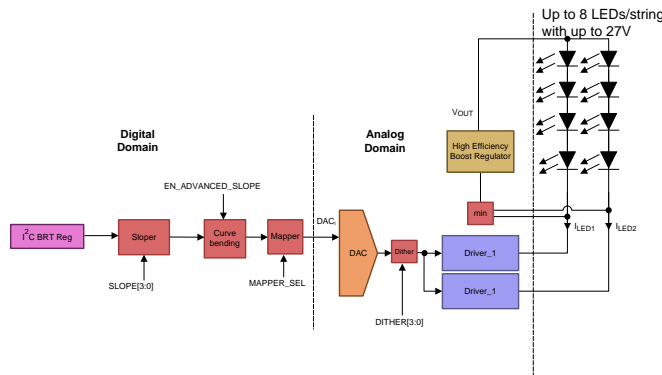 Up to 8 LEDs/string
with up to 27V
Digital
Domain
Analog
Domain
VOUT
High Efficiency
Boost Regulator
EN_ADVANCED_SLOPE
min
I2C BRT Reg
Sloper
Curve
bending
Mapper
DACi
DAC
Dither
Driver_1
Driver_1
ILED1
ILED2
SLOPE[3:0]
MAPPER_SEL
DITHER[3:0]